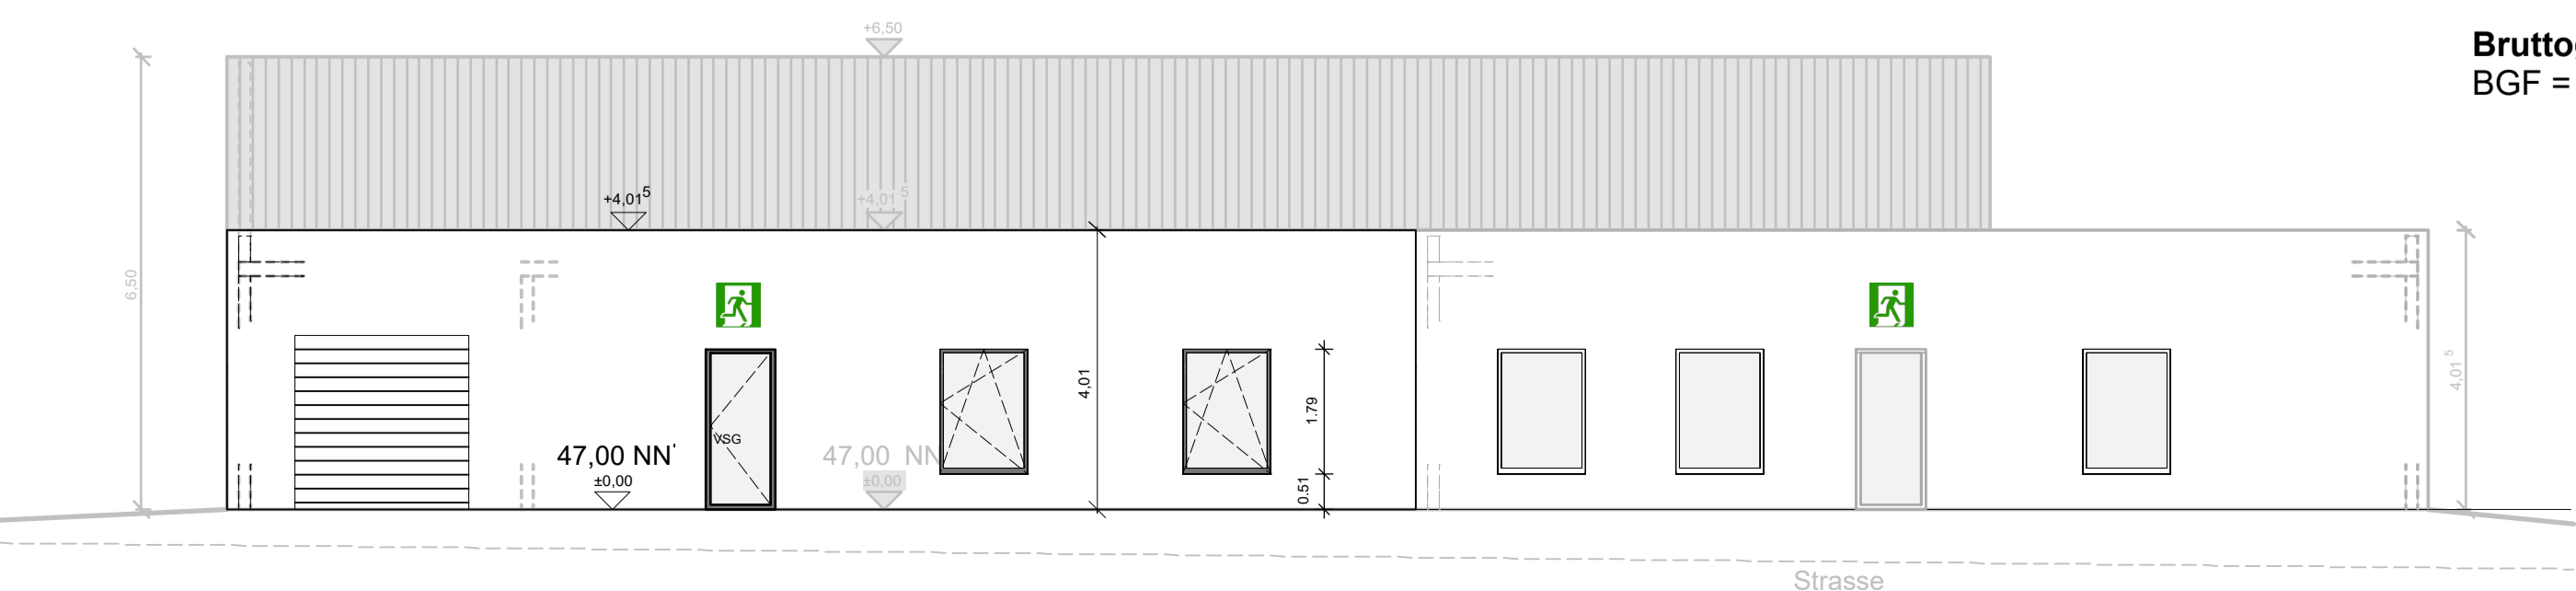 +6,50
Brutto
BGF =
+4,01⁵
+4,01⁵
6,50
4,01
1.79
4,01⁵
VSG
47,00 NN
47,00 NN
±0,00
±0,00
0.51
Strasse